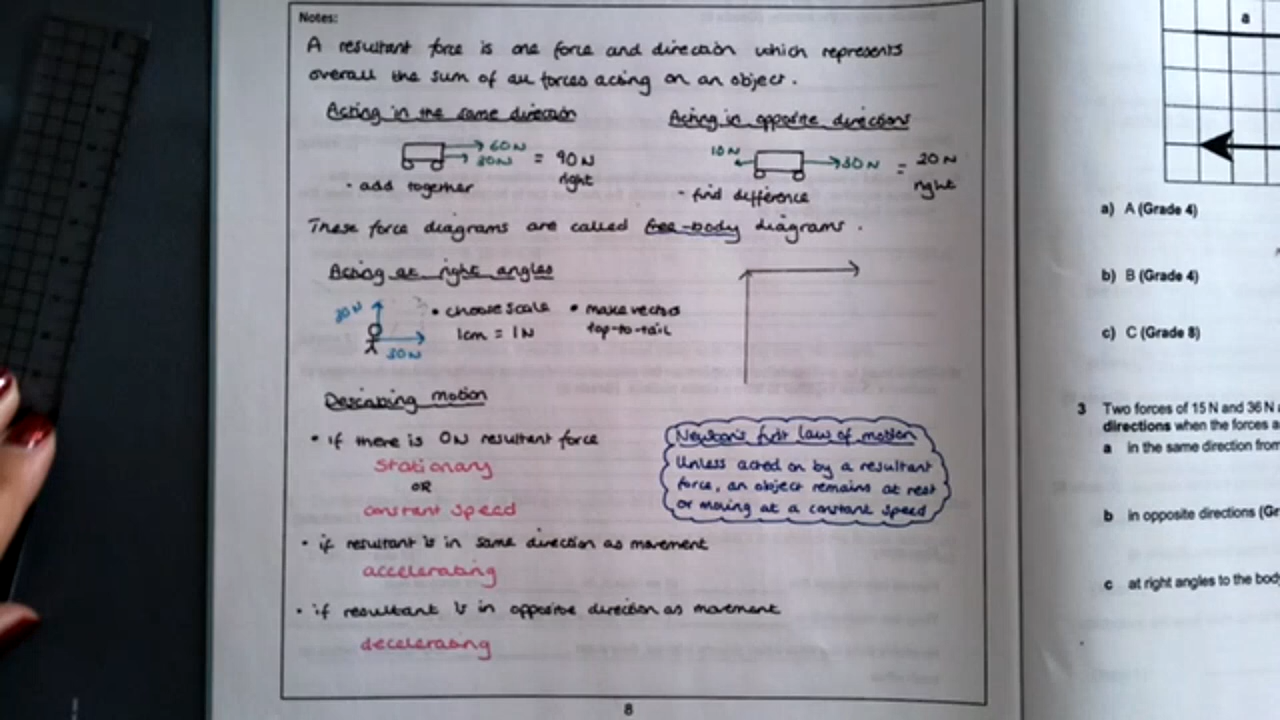 Notes:
A resultant force is one force and direction which represents
overall the sum of all forces acting on an object.
Acting in the same direction
60N
30N
= 90N
right
· add together
Acting in opposite directions
10N
30N
= 20N
right
- find difference
These force diagrams are called free-body diagrams.
Acting at right angles
30N
30N
• choose scale
1cm = 1N
• make vectors
top-to-tail
Describing motion
• if there is 0N resultant force
Stationary
OR
constant speed
Newton's first law of motion
Unless acted on by a resultant
force, an object remains at rest
or moving at a constant speed
• if resultant is in same direction as movement
accelerating
• if resultant is in opposite direction as movement
decelerating
8
a
a) A (Grade 4)
b) B (Grade 4)
c) C (Grade 8)
3 Two forces of 15 N and 36 N
directions when the forces
a in the same direction from
b in opposite directions
c at right angles to the